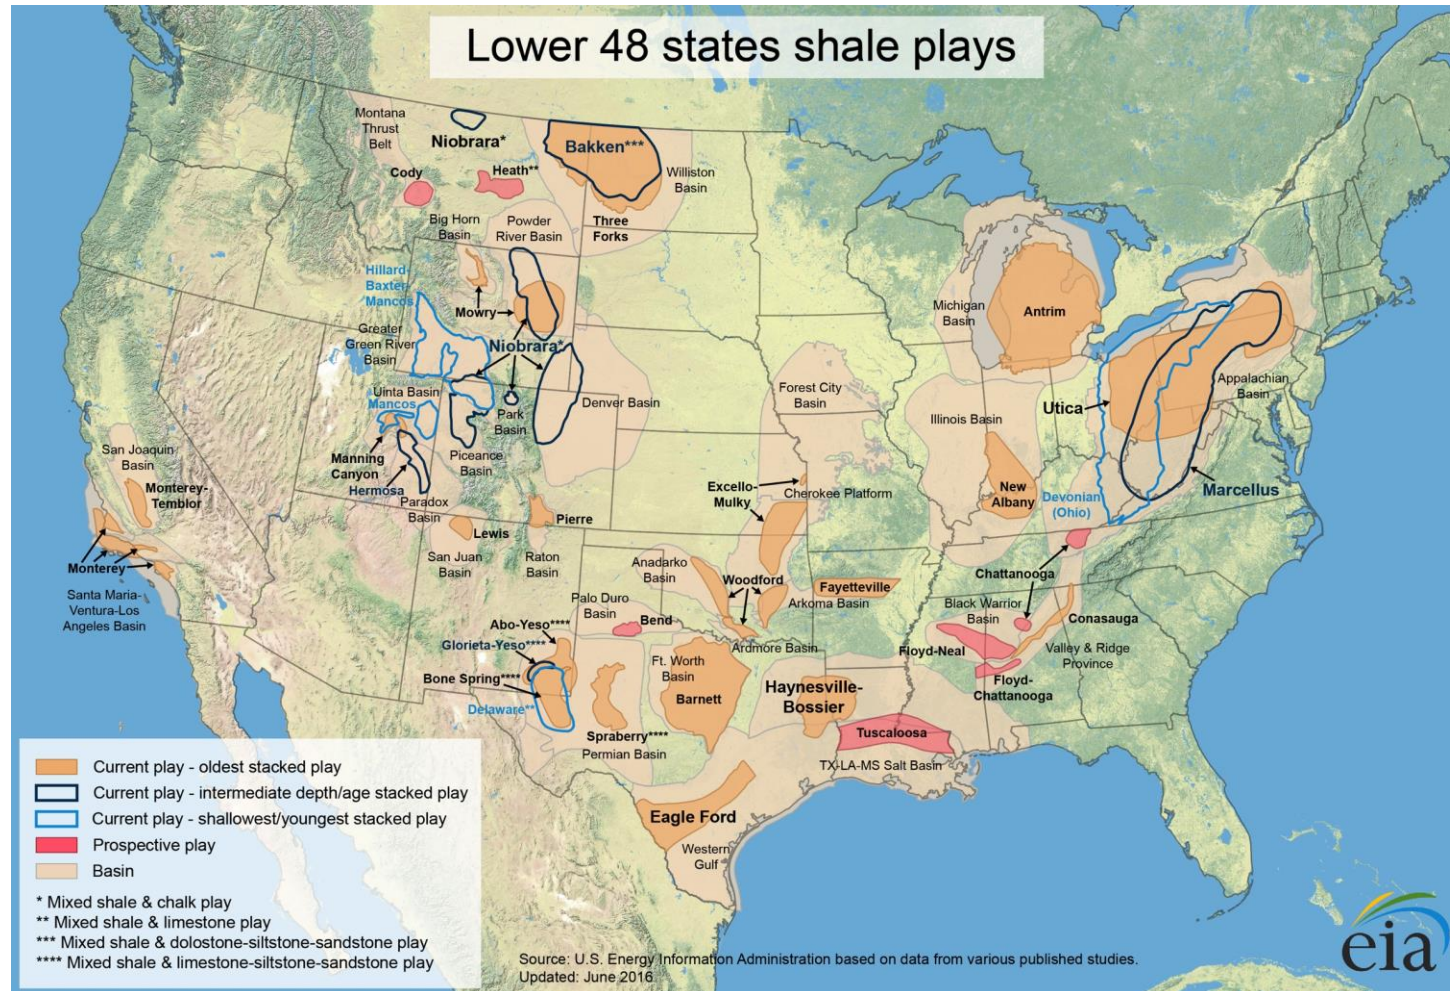 Lower 48 states shale plays
Montana
Thrust
Belt
Niobrara*
Bakken***
Cody
Heath**
Williston
Basin
Big Horn
Basin
Powder
River Basin
Three
Forks
Hillard-
Baxter-
Mancos
Mowry
Greater
Green River
Basin
Niobrara*
Michigan
Basin
Antrim
Uinta Basin
Mancos
Park
Basin
Denver Basin
Forest City
Basin
Illinois Basin
Utica
Appalachian
Basin
San Joaquin
Basin
Manning
Canyon
Piceance
Basin
Hermosa
Monterey-
Temblor
Paradox
Basin
Excello-
Mulky
Cherokee Platform
New
Albany
Devonian
(Ohio)
Marcellus
Pierre
Lewis
San Juan
Basin
Raton
Basin
Monterey
Anadarko
Basin
Woodford
Fayetteville
Arkoma Basin
Chattanooga
Santa Maria-
Ventura-Los
Angeles Basin
Palo Duro
Basin
Bend
Black Warrior
Basin
Conasauga
Abo-Yeso****
Glorieta-Yeso****
Ardmore Basin
Floyd-Neal
Valley & Ridge
Province
Bone Spring****
Ft. Worth
Basin
Barnett
Haynesville-
Bossier
Floyd-
Chattanooga
Delaware**
Spraberry****
Permian Basin
Tuscaloosa
TX-LA-MS Salt Basin
Eagle Ford
Western
Gulf
Current play - oldest stacked play
Current play - intermediate depth/age stacked play
Current play - shallowest/youngest stacked play
Prospective play
Basin
* Mixed shale & chalk play
** Mixed shale & limestone play
*** Mixed shale & dolostone-siltstone-sandstone play
**** Mixed shale & limestone-siltstone-sandstone play
Source: U.S. Energy Information Administration based on data from various published studies.
Updated: June 2016
eia